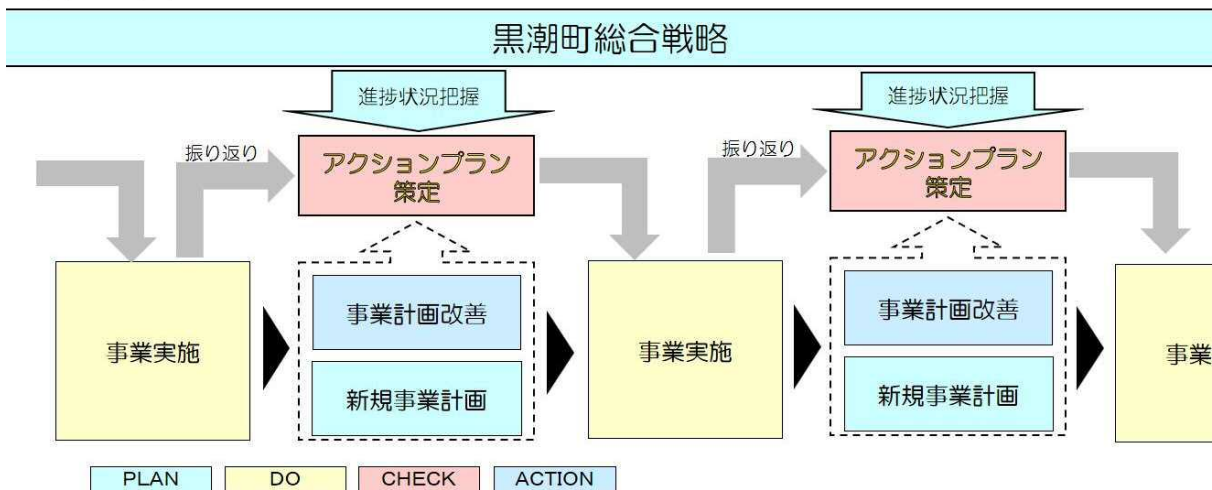 黒潮町総合戦略
進捗状況把握
進捗状況把握
振り返り
アクションプラン
策定
振り返り
アクションプラン
策定
事業実施
事業計画改善
新規事業計画
事業実施
事業計画改善
新規事業計画
事業
PLAN
DO
CHECK
ACTION